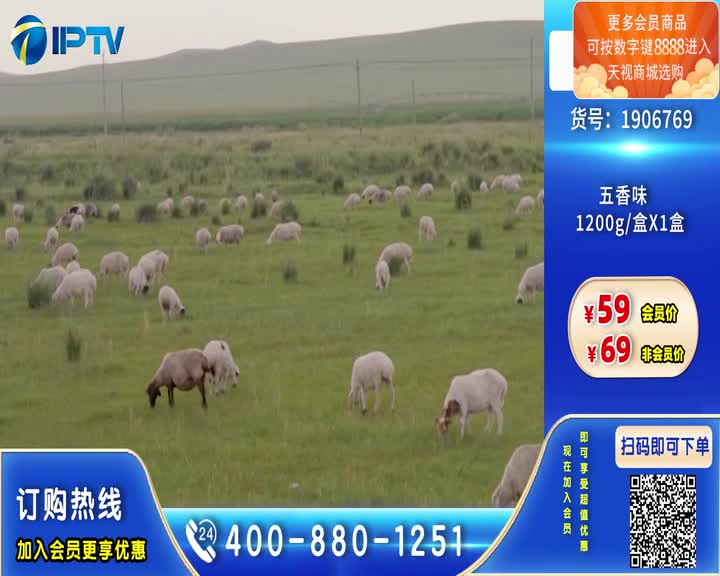 IPTV
更多会员商品
可按数字键8888进入
天视商城选购
货号：1906769
五香味
1200g/盒X1盒
¥59 会员价
¥69 非会员价
扫码即可下单
即可享受超值优惠
现在加入会员
订购热线
加入会员更享优惠
24
400-880-1251